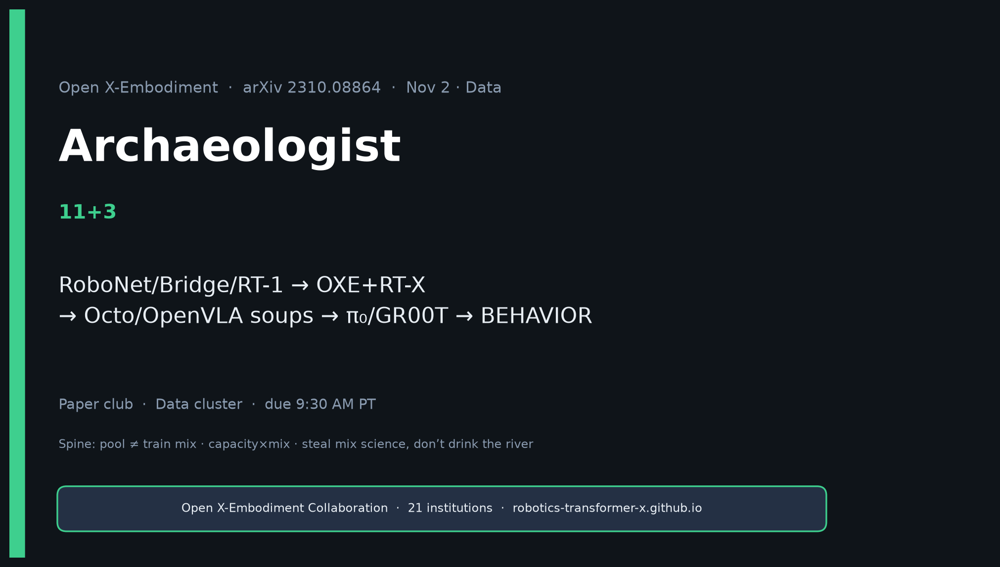 Open X-Embodiment · arXiv 2310.08864 · Nov 2 · Data
Archaeologist
11+3
RoboNet/Bridge/RT-1 → OXE+RT-X
→ Octo/OpenVLA soups → π₀/GR00T → BEHAVIOR
Paper club · Data cluster · due 9:30 AM PT
Spine: pool ≠ train mix · capacity×mix · steal mix science, don’t drink the river
Open X-Embodiment Collaboration · 21 institutions · robotics-transformer-x.github.io